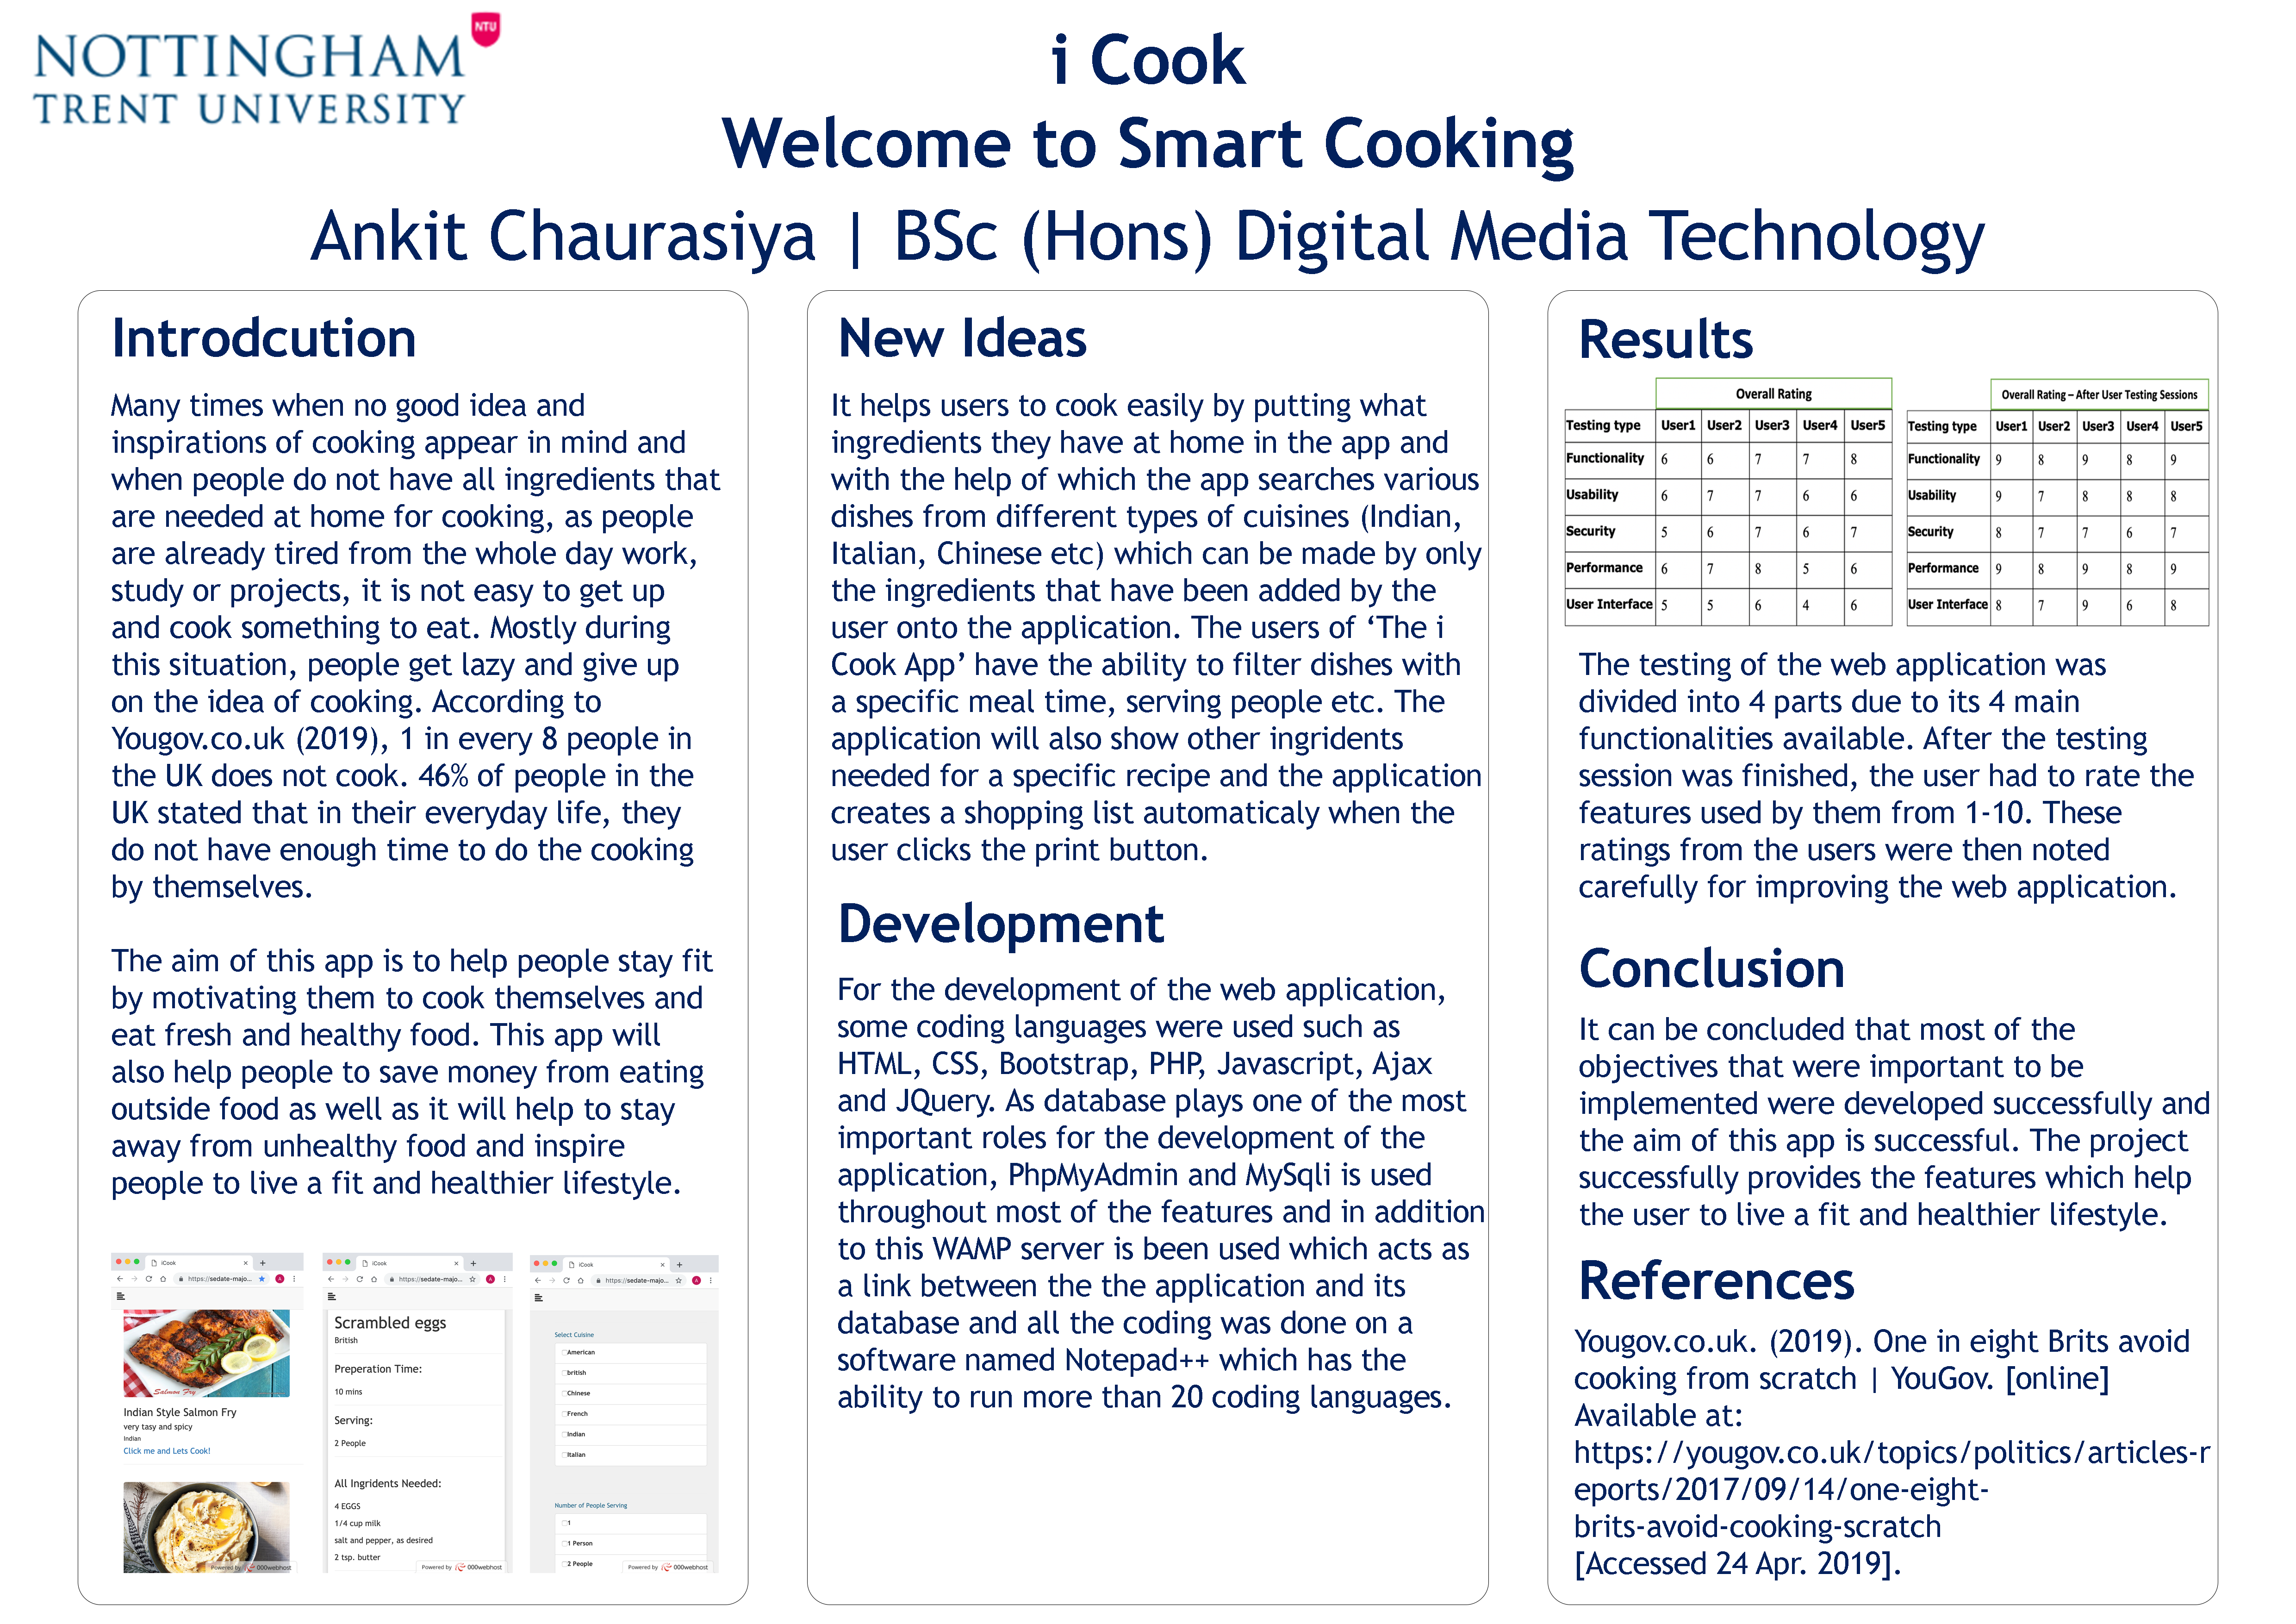 NOTTINGHAM
TRENT UNIVERSITY
NTU
i Cook
Welcome to Smart Cooking
Ankit Chaurasiya | BSc (Hons) Digital Media Technology
Introdcution
Many times when no good idea and
inspirations of cooking appear in mind and
when people do not have all ingredients that
are needed at home for cooking, as people
are already tired from the whole day work,
study or projects, it is not easy to get up
and cook something to eat. Mostly during
this situation, people get lazy and give up
on the idea of cooking. According to
Yougov.co.uk (2019), 1 in every 8 people in
the UK does not cook. 46% of people in the
UK stated that in their everyday life, they
do not have enough time to do the cooking
by themselves.
The aim of this app is to help people stay fit
by motivating them to cook themselves and
eat fresh and healthy food. This app will
also help people to save money from eating
outside food as well as it will help to stay
away from unhealthy food and inspire
people to live a fit and healthier lifestyle.
iCook
https://sedate-majo...
Salmon Fry
Indian Style Salmon Fry
very tasy and spicy
Indian
Click me and Lets Cook!
Powered by 000webhost
iCook
https://sedate-majo...
Scrambled eggs
British
Preperation Time:
10 mins
Serving:
2 People
All Ingridents Needed:
4 EGGS
1/4 cup milk
salt and pepper, as desired
2 tsp. butter
Powered by 000webhost
iCook
https://sedate-majo...
Select Cuisine
American
british
Chinese
French
Indian
Italian
Number of People Serving
1
1 Person
2 People
Powered by 000webhost
New Ideas
It helps users to cook easily by putting what
ingredients they have at home in the app and
with the help of which the app searches various
dishes from different types of cuisines (Indian,
Italian, Chinese etc) which can be made by only
the ingredients that have been added by the
user onto the application. The users of ‘The i
Cook App’ have the ability to filter dishes with
a specific meal time, serving people etc. The
application will also show other ingridents
needed for a specific recipe and the application
creates a shopping list automaticaly when the
user clicks the print button.
Development
For the development of the web application,
some coding languages were used such as
HTML, CSS, Bootstrap, PHP, Javascript, Ajax
and JQuery. As database plays one of the most
important roles for the development of the
application, PhpMyAdmin and MySqli is used
throughout most of the features and in addition
to this WAMP server is been used which acts as
a link between the the application and its
database and all the coding was done on a
software named Notepad++ which has the
ability to run more than 20 coding languages.
Results
Overall Rating
Testing type User1 User2 User3 User4 User5
Functionality 6 6 7 7 8
Usability 6 7 7 6 6
Security 5 6 7 6 7
Performance 6 7 8 5 6
User Interface 5 5 6 4 6
Overall Rating – After User Testing Sessions
Testing type User1 User2 User3 User4 User5
Functionality 9 8 9 8 9
Usability 9 7 8 8 8
Security 8 7 7 6 7
Performance 9 8 9 8 9
User Interface 8 7 9 6 8
The testing of the web application was
divided into 4 parts due to its 4 main
functionalities available. After the testing
session was finished, the user had to rate the
features used by them from 1-10. These
ratings from the users were then noted
carefully for improving the web application.
Conclusion
It can be concluded that most of the
objectives that were important to be
implemented were developed successfully and
the aim of this app is successful. The project
successfully provides the features which help
the user to live a fit and healthier lifestyle.
References
Yougov.co.uk. (2019). One in eight Brits avoid
cooking from scratch | YouGov. [online]
Available at:
https://yougov.co.uk/topics/politics/articles-r
eports/2017/09/14/one-eight-
brits-avoid-cooking-scratch
[Accessed 24 Apr. 2019].